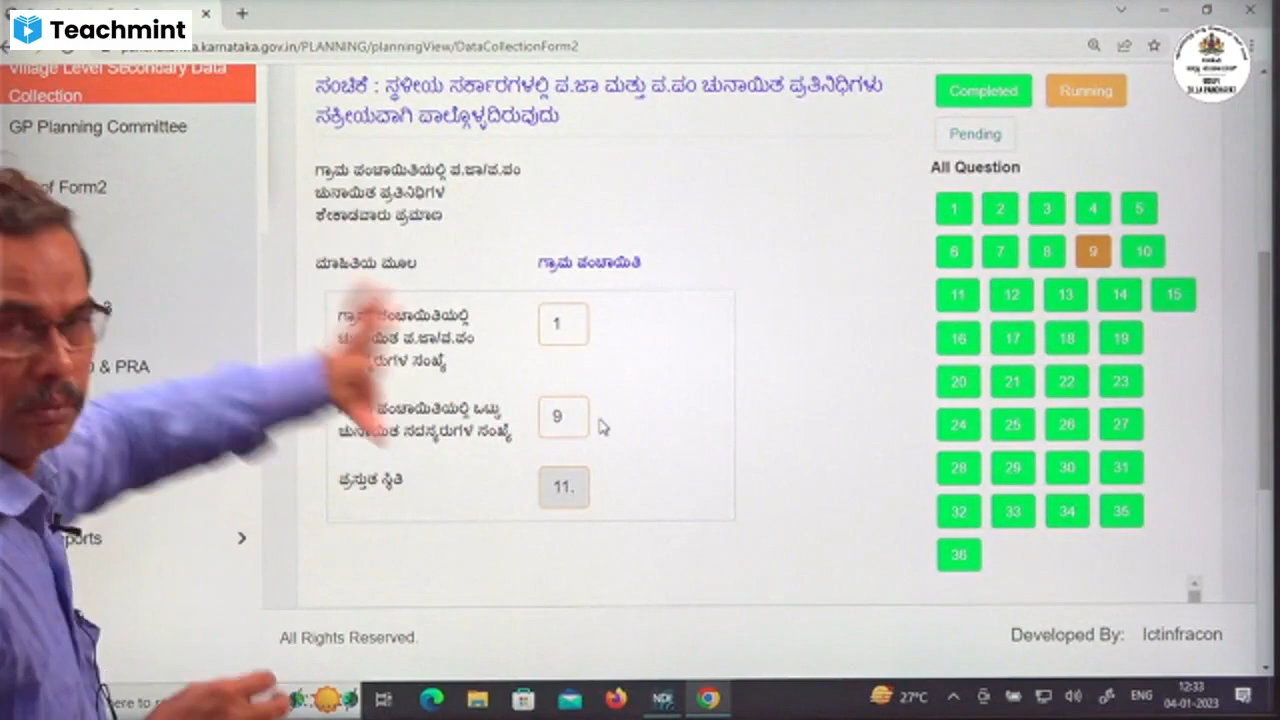 Teachmint
.karnataka.gov.in/PLANNING/planningView/DataCollectionForm2
Village Level Secondary Data
Collection
GP Planning Committee
of Form2
& PRA
ports
ಸಂಚಿಕೆ : ಸ್ಥಳೀಯ ಸರ್ಕಾರಗಳಲ್ಲಿ ಪ.ಜಾ ಮತ್ತು ಪ.ಪಂ ಚುನಾಯಿತ ಪ್ರತಿನಿಧಿಗಳು
ಸಕ್ರೀಯವಾಗಿ ಪಾಲ್ಗೊಳ್ಳದಿರುವುದು
ಗ್ರಾಮ ಪಂಚಾಯಿತಿಯಲ್ಲಿ ಪ.ಜಾ/ಪ.ಪಂ
ಚುನಾಯಿತ ಪ್ರತಿನಿಧಿಗಳ
ಶೇಕಾಡವಾರು ಪ್ರಮಾಣ
ಮಾಹಿತಿಯ ಮೂಲ ಗ್ರಾಮ ಪಂಚಾಯಿತಿ
ಪಂಚಾಯಿತಿಯಲ್ಲಿ
ಪ.ಜಾ/ಪ.ಪಂ
ಸಂಖ್ಯೆ
1
ಪಂಚಾಯಿತಿಯಲ್ಲಿ ಒಟ್ಟು
ಚುನಾಯಿತ ಸದಸ್ಯರುಗಳ ಸಂಖ್ಯೆ
9
ಪ್ರಸ್ತುತ ಸ್ಥಿತಿ 11.
Completed Running
Pending
All Question
1 2 3 4 5
6 7 8 9 10
11 12 13 14 15
16 17 18 19
20 21 22 23
24 25 26 27
28 29 30 31
32 33 34 35
36
All Rights Reserved.
Developed By: Ictinfracon
27°C
ENG
12:33
04-01-2023